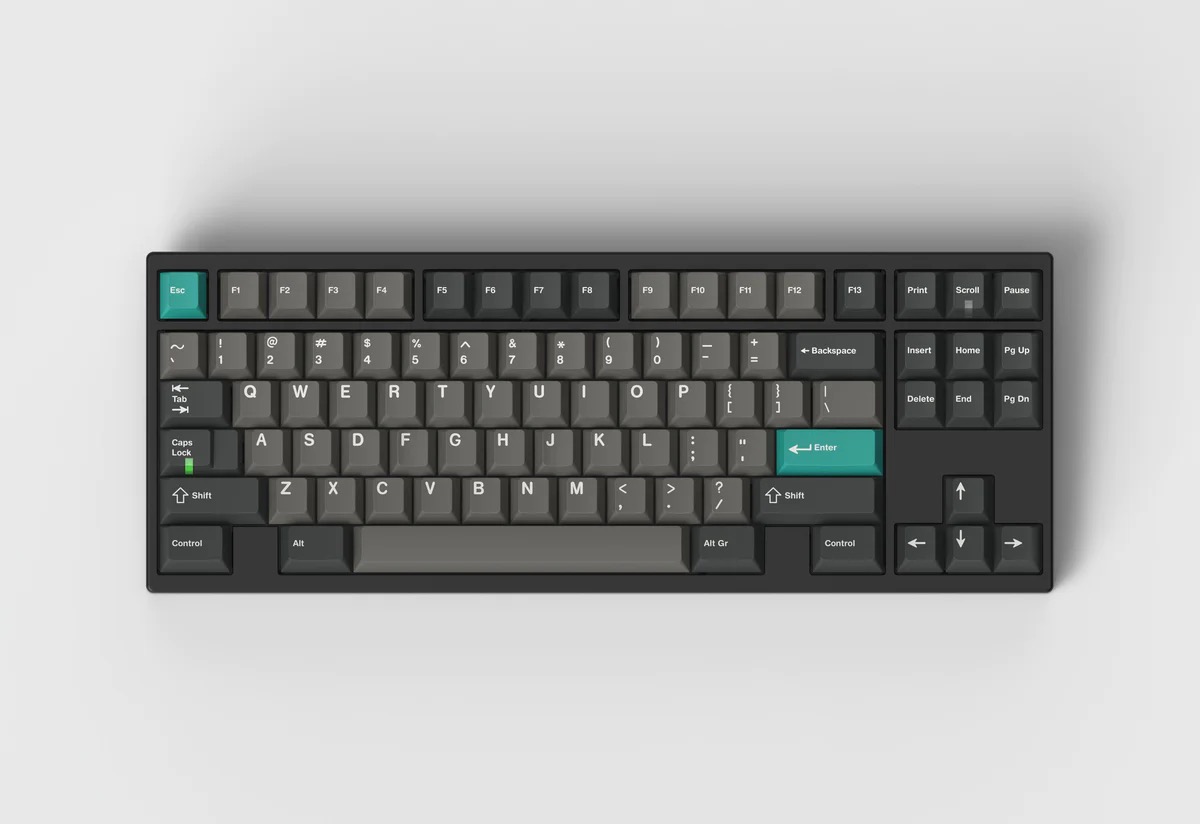 Esc F1 F2 F3 F4 F5 F6 F7 F8 F9 F10 F11 F12 F13 Print Scroll Pause
~ ! @ # $ % ^ & * ( ) _ + ← Backspace Insert Home Pg Up
` 1 2 3 4 5 6 7 8 9 0 - =
Tab Q W E R T Y U I O P { } | Delete End Pg Dn
[ ] \
Caps A S D F G H J K L : " Enter
Lock ; '
Shift Z X C V B N M < > ? Shift ↑
, . /
Control Alt Alt Gr Control ← ↓ →